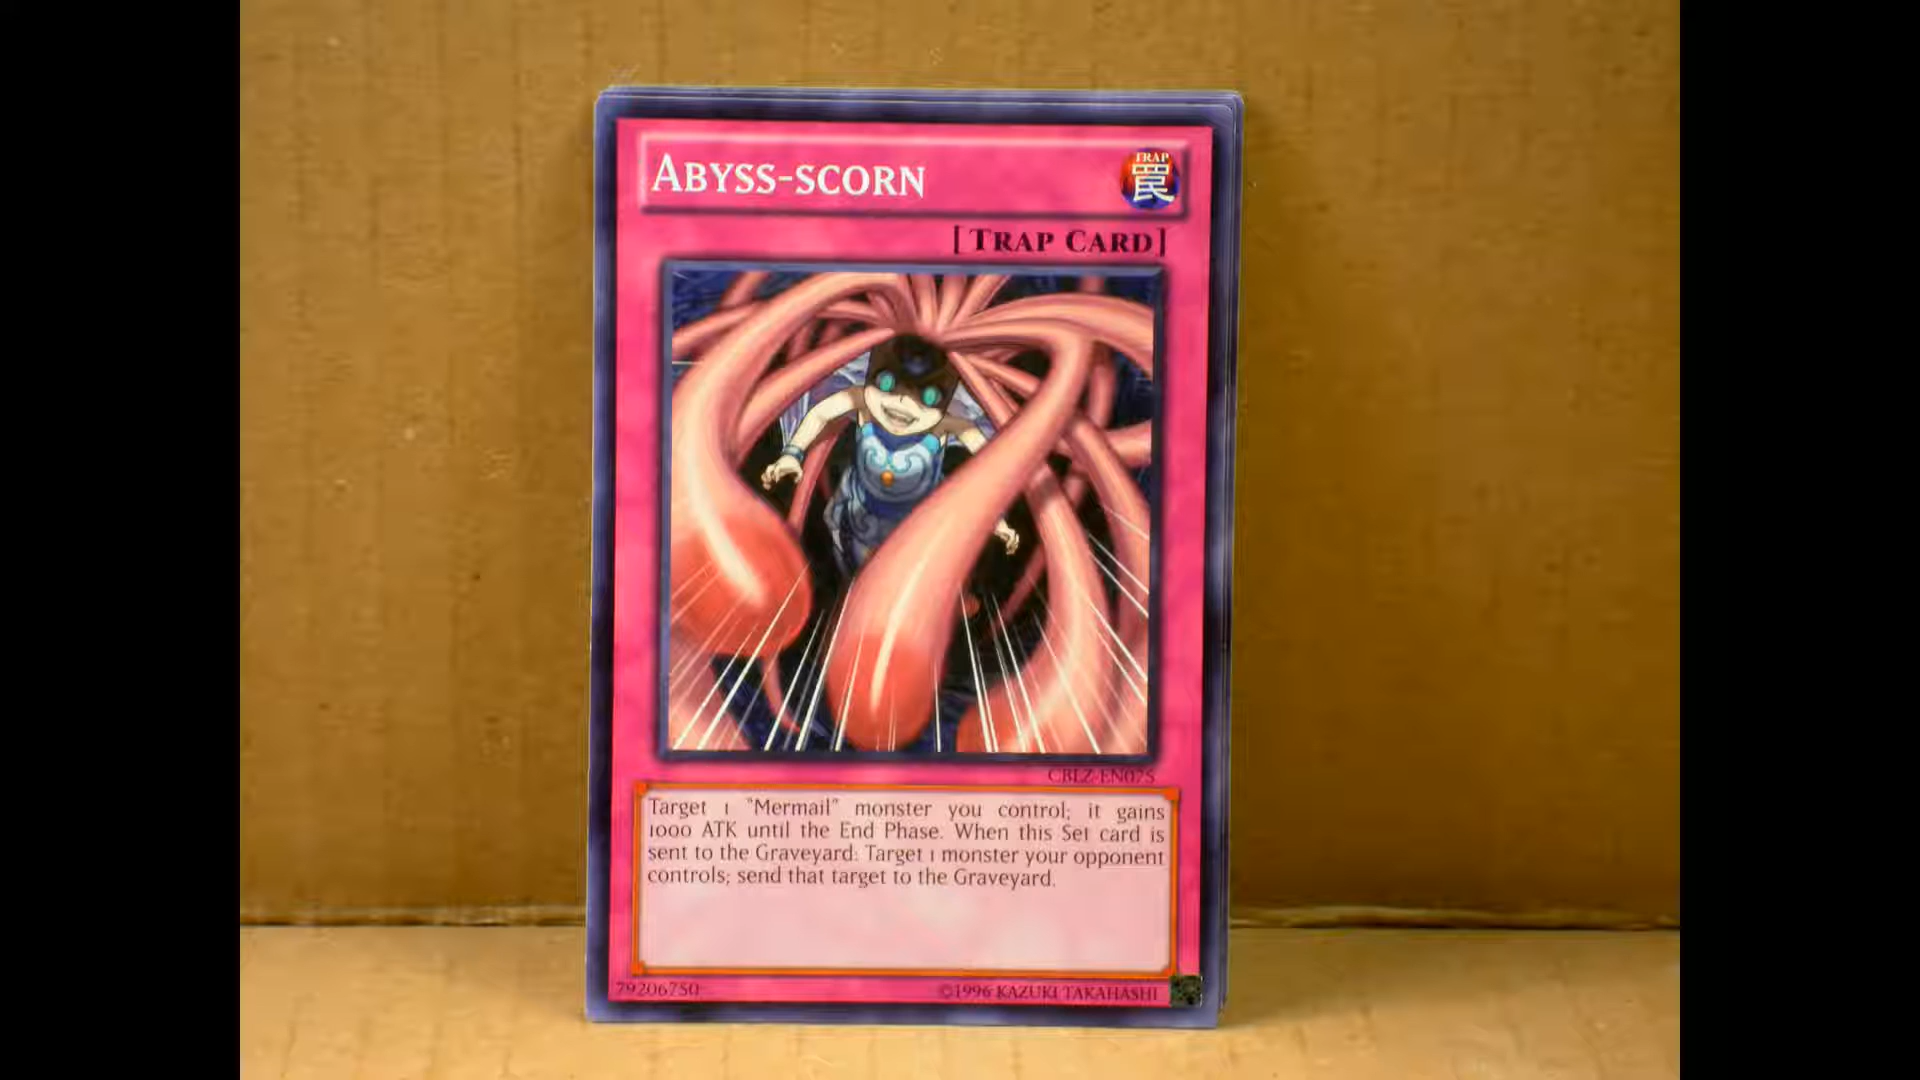 ABYSS-SCORN
TRAP
罠
[TRAP CARD]
CBLZ-EN075
Target 1 "Mermail" monster you control; it gains
1000 ATK until the End Phase. When this Set card is
sent to the Graveyard: Target 1 monster your opponent
controls; send that target to the Graveyard.
79206750
©1996 KAZUKI TAKAHASHI